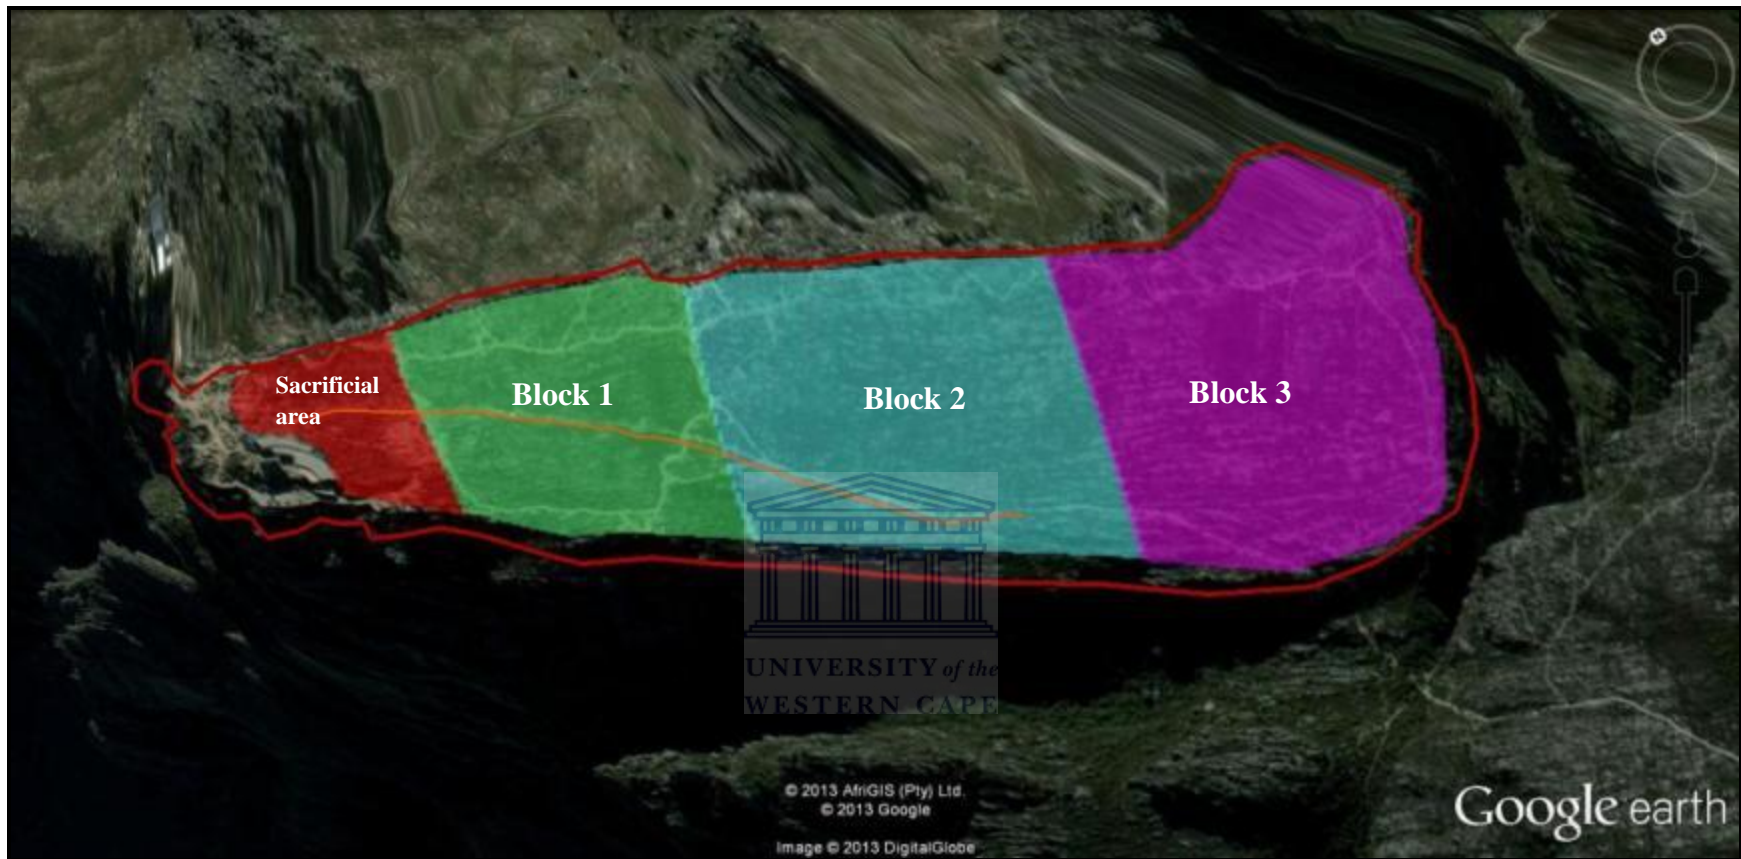 Sacrificial
area
Block 1
Block 2
Block 3
UNIVERSITY of the
WESTERN CAPE
© 2013 AfriGIS (Pty) Ltd.
© 2013 Google
Image © 2013 DigitalGlobe
Google earth